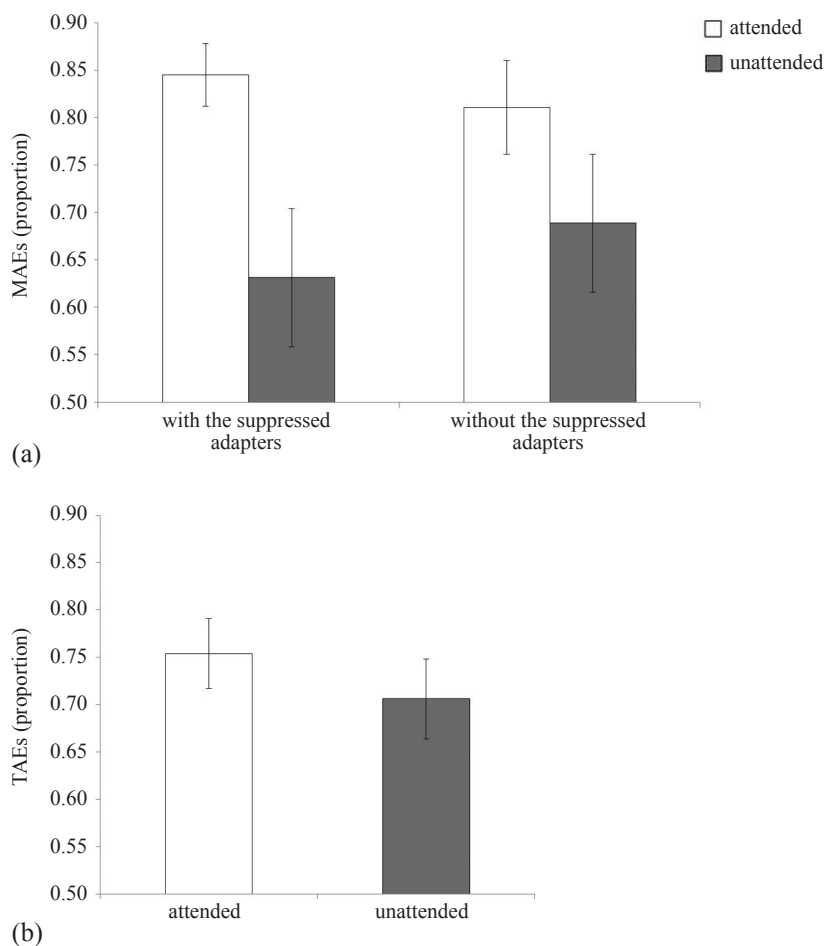 0.90
attended
0.85
unattended
0.80
0.75
0.70
0.65
0.60
0.55
0.50
MAEs (proportion)
with the suppressed
adapters
without the suppressed
adapters
(a)
0.90
0.85
0.80
0.75
0.70
0.65
0.60
0.55
0.50
TAEs (proportion)
attended
unattended
(b)